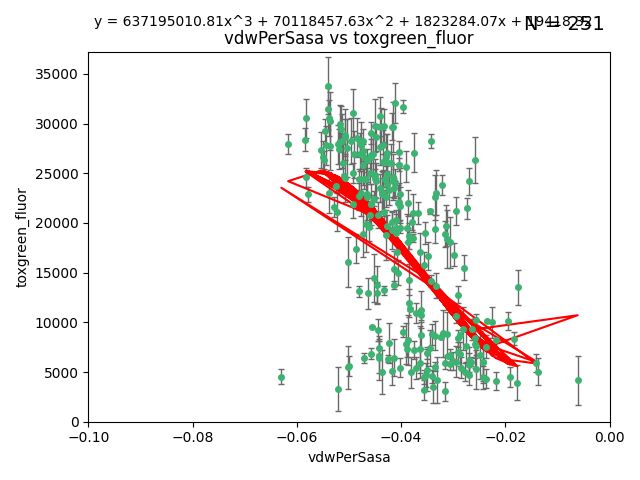 y = 637195010.81x^3 + 70118457.63x^2 + 1823284.07x +
N = 251
vdwPerSasa vs toxgreen_fluor
toxgreen_fluor
35000
30000
25000
20000
15000
10000
5000
0
−0.10
−0.08
−0.06
−0.04
−0.02
0.00
vdwPerSasa